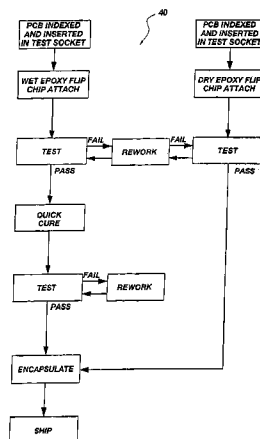 40
PCB INDEXED
AND INSERTED
IN TEST SOCKET
PCB INDEXED
AND INSERTED
IN TEST SOCKET
WET EPOXY FLIP
CHIP ATTACH
DRY EPOXY FLIP
CHIP ATTACH
TEST
FAIL
REWORK
FAIL
TEST
PASS
PASS
QUICK
CURE
TEST
FAIL
REWORK
PASS
ENCAPSULATE
SHIP